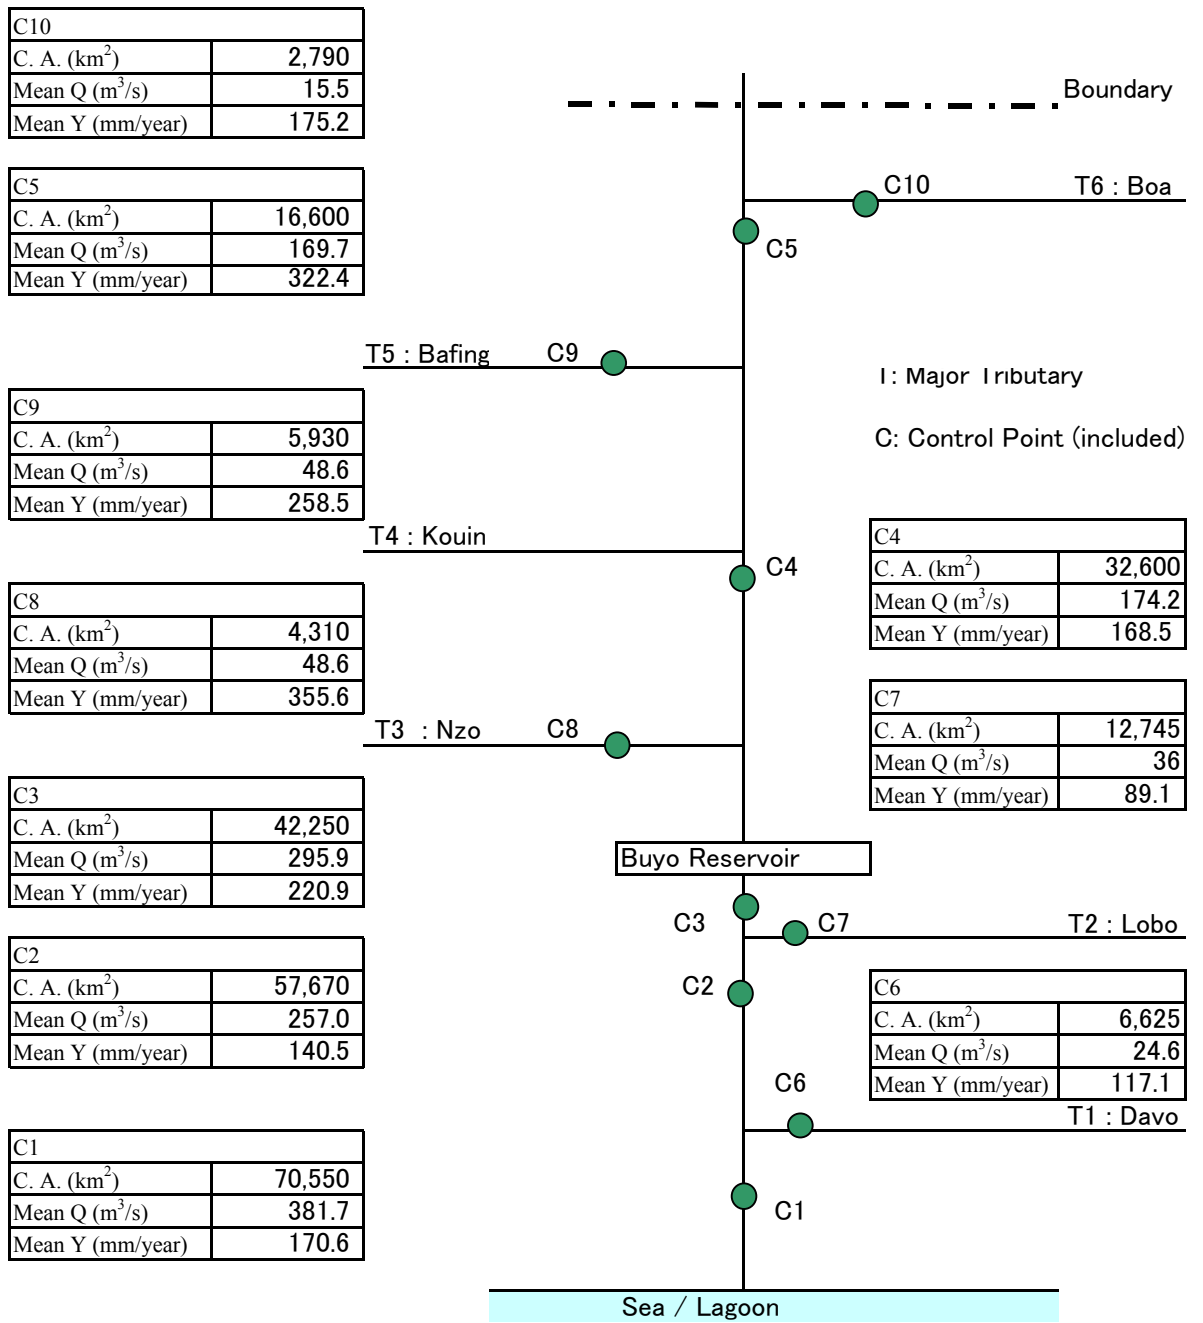 C10
C. A. (km²) 2,790
Mean Q (m³/s) 15.5
Mean Y (mm/year) 175.2
Boundary
C5
C. A. (km²) 16,600
Mean Q (m³/s) 169.7
Mean Y (mm/year) 322.4
C10 T6 : Boa
C5
T5 : Bafing C9
I: Major Tributary
C: Control Point (included)
C9
C. A. (km²) 5,930
Mean Q (m³/s) 48.6
Mean Y (mm/year) 258.5
T4 : Kouin
C4
C4
C. A. (km²) 32,600
Mean Q (m³/s) 174.2
Mean Y (mm/year) 168.5
C8
C. A. (km²) 4,310
Mean Q (m³/s) 48.6
Mean Y (mm/year) 355.6
T3 : Nzo C8
C7
C. A. (km²) 12,745
Mean Q (m³/s) 36
Mean Y (mm/year) 89.1
C3
C. A. (km²) 42,250
Mean Q (m³/s) 295.9
Mean Y (mm/year) 220.9
Buyo Reservoir
C3 C7 T2 : Lobo
C2
C2
C. A. (km²) 57,670
Mean Q (m³/s) 257.0
Mean Y (mm/year) 140.5
C6
C. A. (km²) 6,625
Mean Q (m³/s) 24.6
Mean Y (mm/year) 117.1
C6
T1 : Davo
C1
C. A. (km²) 70,550
Mean Q (m³/s) 381.7
Mean Y (mm/year) 170.6
C1
Sea / Lagoon